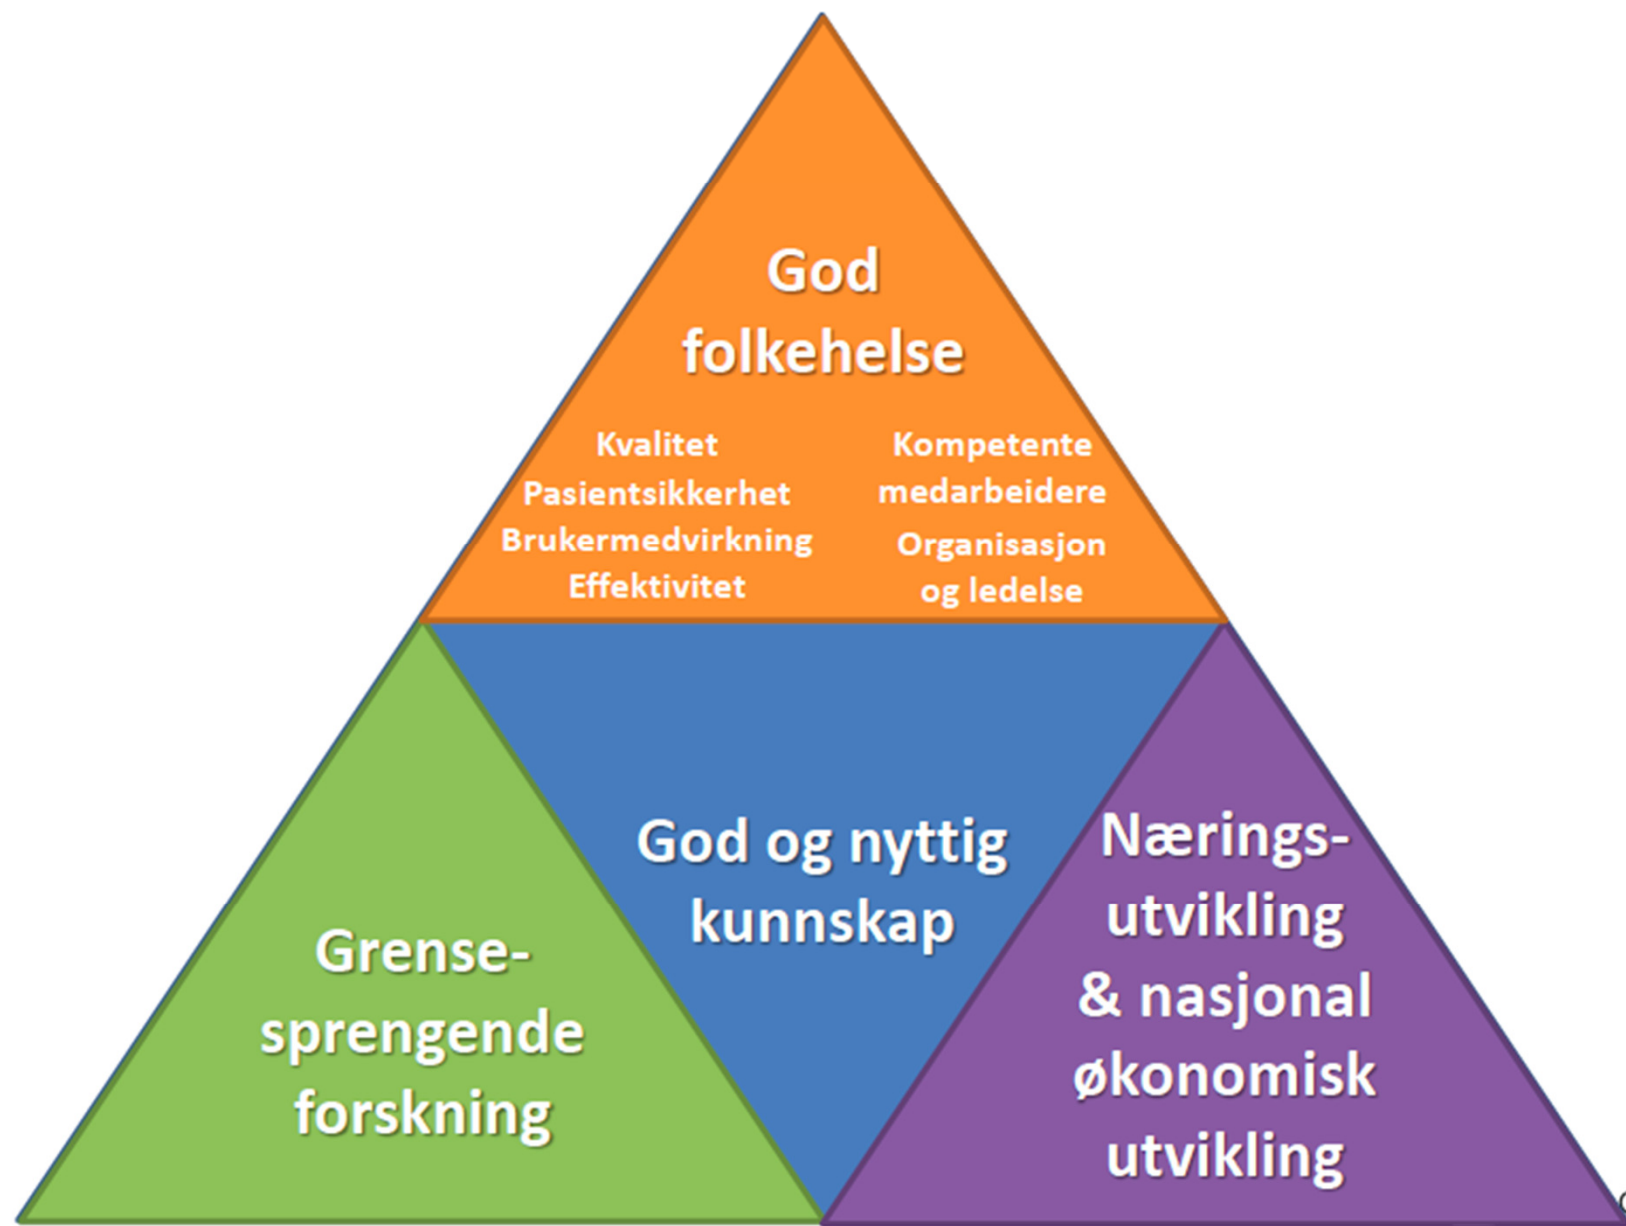 God
folkehelse
Kvalitet
Pasientsikkerhet
Brukermedvirkning
Effektivitet
Kompetente
medarbeidere
Organisasjon
og ledelse
Grense-
sprengende
forskning
God og nyttig
kunnskap
Nærings-
utvikling
& nasjonal
økonomisk
utvikling